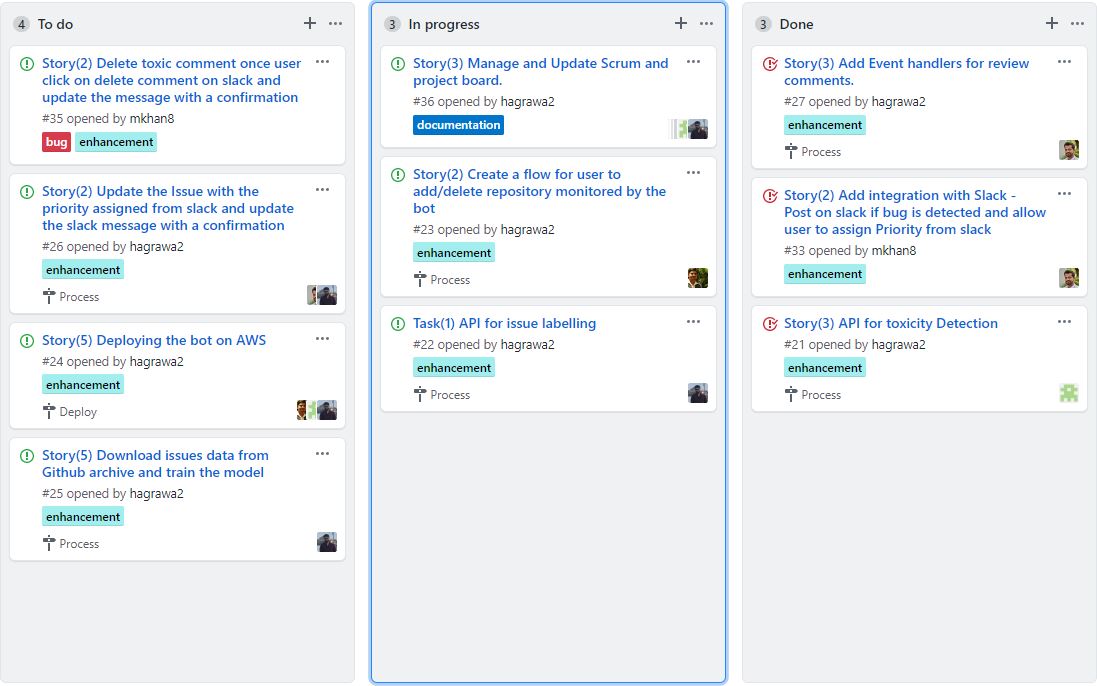 4 To do
Story(2) Delete toxic comment once user
click on delete comment on slack and
update the message with a confirmation
#35 opened by mkhan8
bug enhancement
Story(2) Update the Issue with the
priority assigned from slack and update
the slack message with a confirmation
#26 opened by hagrawa2
enhancement
Process
Story(5) Deploying the bot on AWS
#24 opened by hagrawa2
enhancement
Deploy
Story(5) Download issues data from
Github archive and train the model
#25 opened by hagrawa2
enhancement
Process
3 In progress
Story(3) Manage and Update Scrum and
project board.
#36 opened by hagrawa2
documentation
Story(2) Create a flow for user to
add/delete repository monitored by the
bot
#23 opened by hagrawa2
enhancement
Process
Task(1) API for issue labelling
#22 opened by hagrawa2
enhancement
Process
3 Done
Story(3) Add Event handlers for review
comments.
#27 opened by hagrawa2
enhancement
Process
Story(2) Add integration with Slack -
Post on slack if bug is detected and allow
user to assign Priority from slack
#33 opened by mkhan8
enhancement
Story(3) API for toxicity Detection
#21 opened by hagrawa2
enhancement
Process